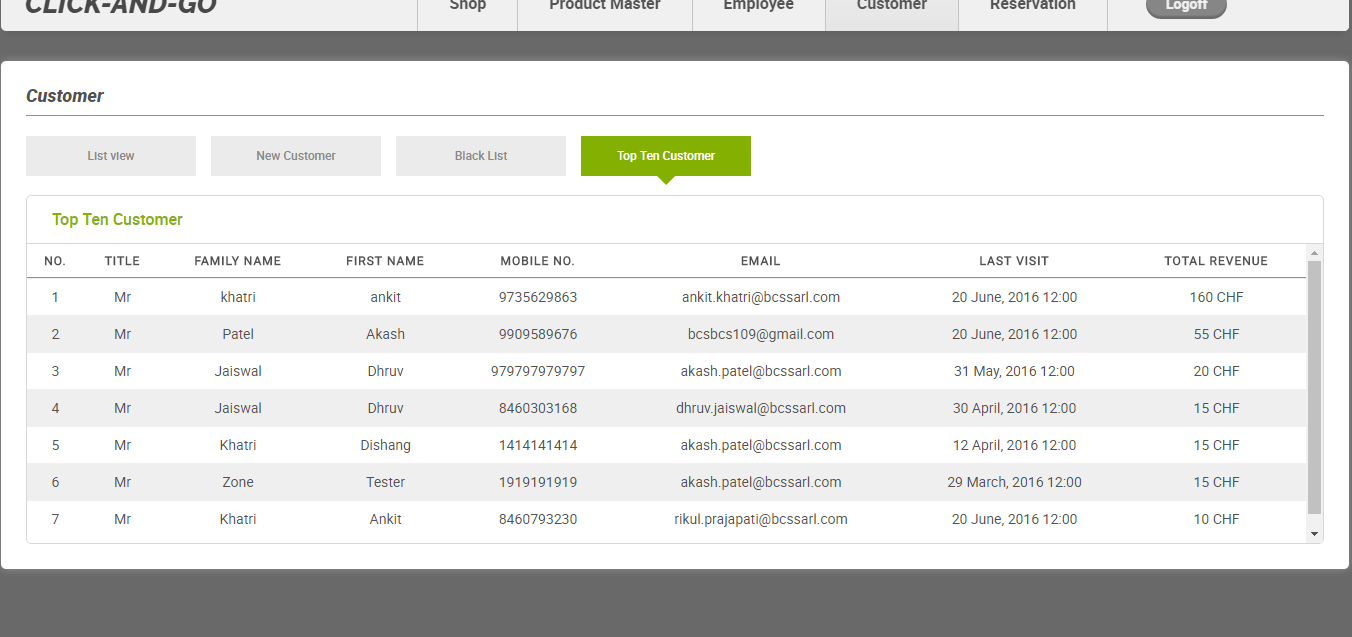 CLICK-AND-GO Shop Product Master Employee Customer Reservation Logoff
Customer
List view New Customer Black List Top Ten Customer
Top Ten Customer
NO. TITLE FAMILY NAME FIRST NAME MOBILE NO. EMAIL LAST VISIT TOTAL REVENUE
1 Mr khatri ankit 9735629863 ankit.khatri@bcssarl.com 20 June, 2016 12:00 160 CHF
2 Mr Patel Akash 9909589676 bcsbcs109@gmail.com 20 June, 2016 12:00 55 CHF
3 Mr Jaiswal Dhruv 979797979797 akash.patel@bcssarl.com 31 May, 2016 12:00 20 CHF
4 Mr Jaiswal Dhruv 8460303168 dhruv.jaiswal@bcssarl.com 30 April, 2016 12:00 15 CHF
5 Mr Khatri Dishang 1414141414 akash.patel@bcssarl.com 12 April, 2016 12:00 15 CHF
6 Mr Zone Tester 1919191919 akash.patel@bcssarl.com 29 March, 2016 12:00 15 CHF
7 Mr Khatri Ankit 8460793230 rikul.prajapati@bcssarl.com 20 June, 2016 12:00 10 CHF